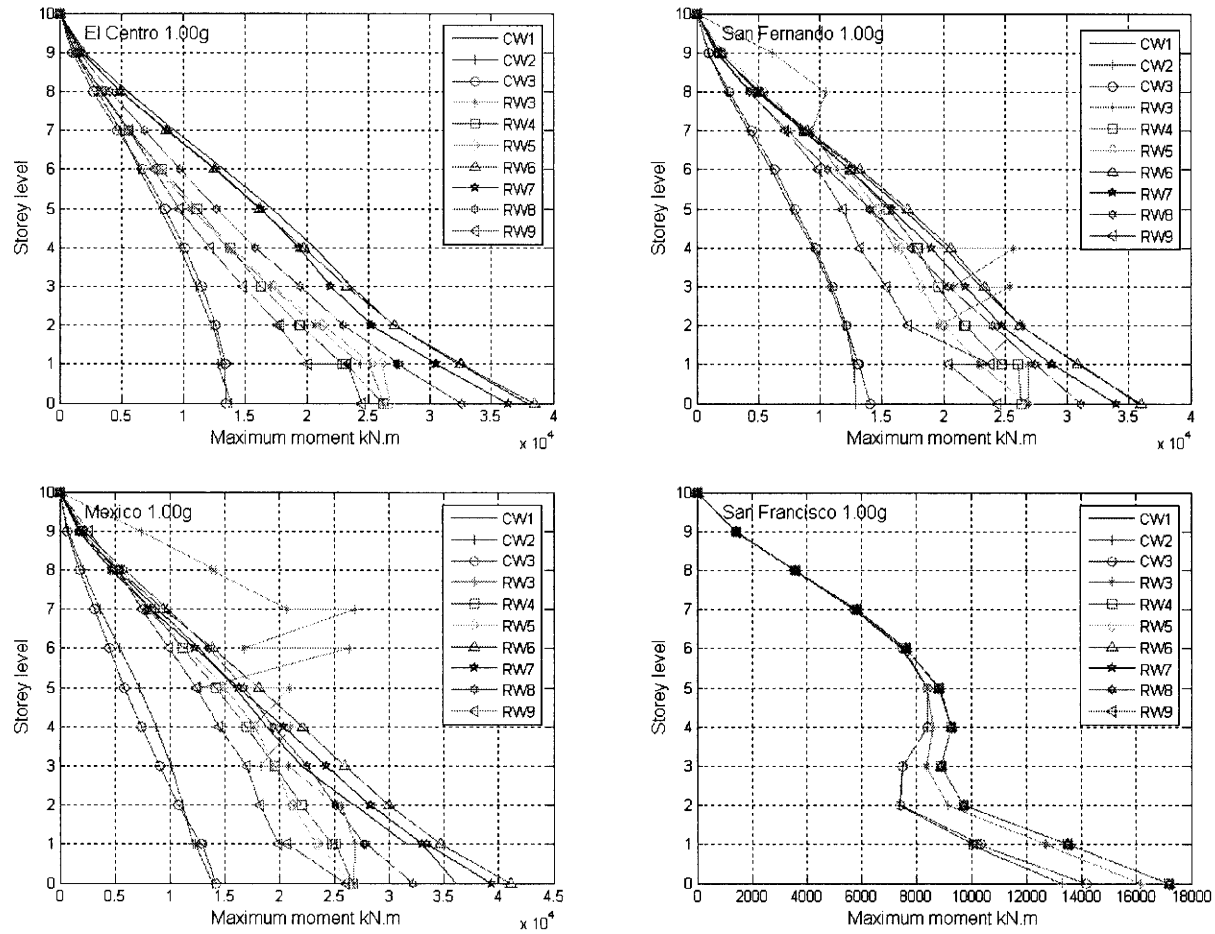 El Centro 1.00g
CW1
CW2
CW3
RW3
RW4
RW5
RW6
RW7
RW8
RW9
Storey level
10
9
8
7
6
5
4
3
2
1
0
0 0.5 1 1.5 2 2.5 3 3.5 4
Maximum moment kN.m
x 10^4
San Fernando 1.00g
CW1
CW2
CW3
RW3
RW4
RW5
RW6
RW7
RW8
RW9
Storey level
10
9
8
7
6
5
4
3
2
1
0
0 0.5 1 1.5 2 2.5 3 3.5 4
Maximum moment kN.m
x 10^4
Mexico 1.00g
CW1
CW2
CW3
RW3
RW4
RW5
RW6
RW7
RW8
RW9
Storey level
10
9
8
7
6
5
4
3
2
1
0
0 0.5 1 1.5 2 2.5 3 3.5 4 4.5
Maximum moment kN.m
x 10^4
San Francisco 1.00g
CW1
CW2
CW3
RW3
RW4
RW5
RW6
RW7
RW8
RW9
Storey level
10
9
8
7
6
5
4
3
2
1
0
0 2000 4000 6000 8000 10000 12000 14000 16000 18000
Maximum moment kN.m